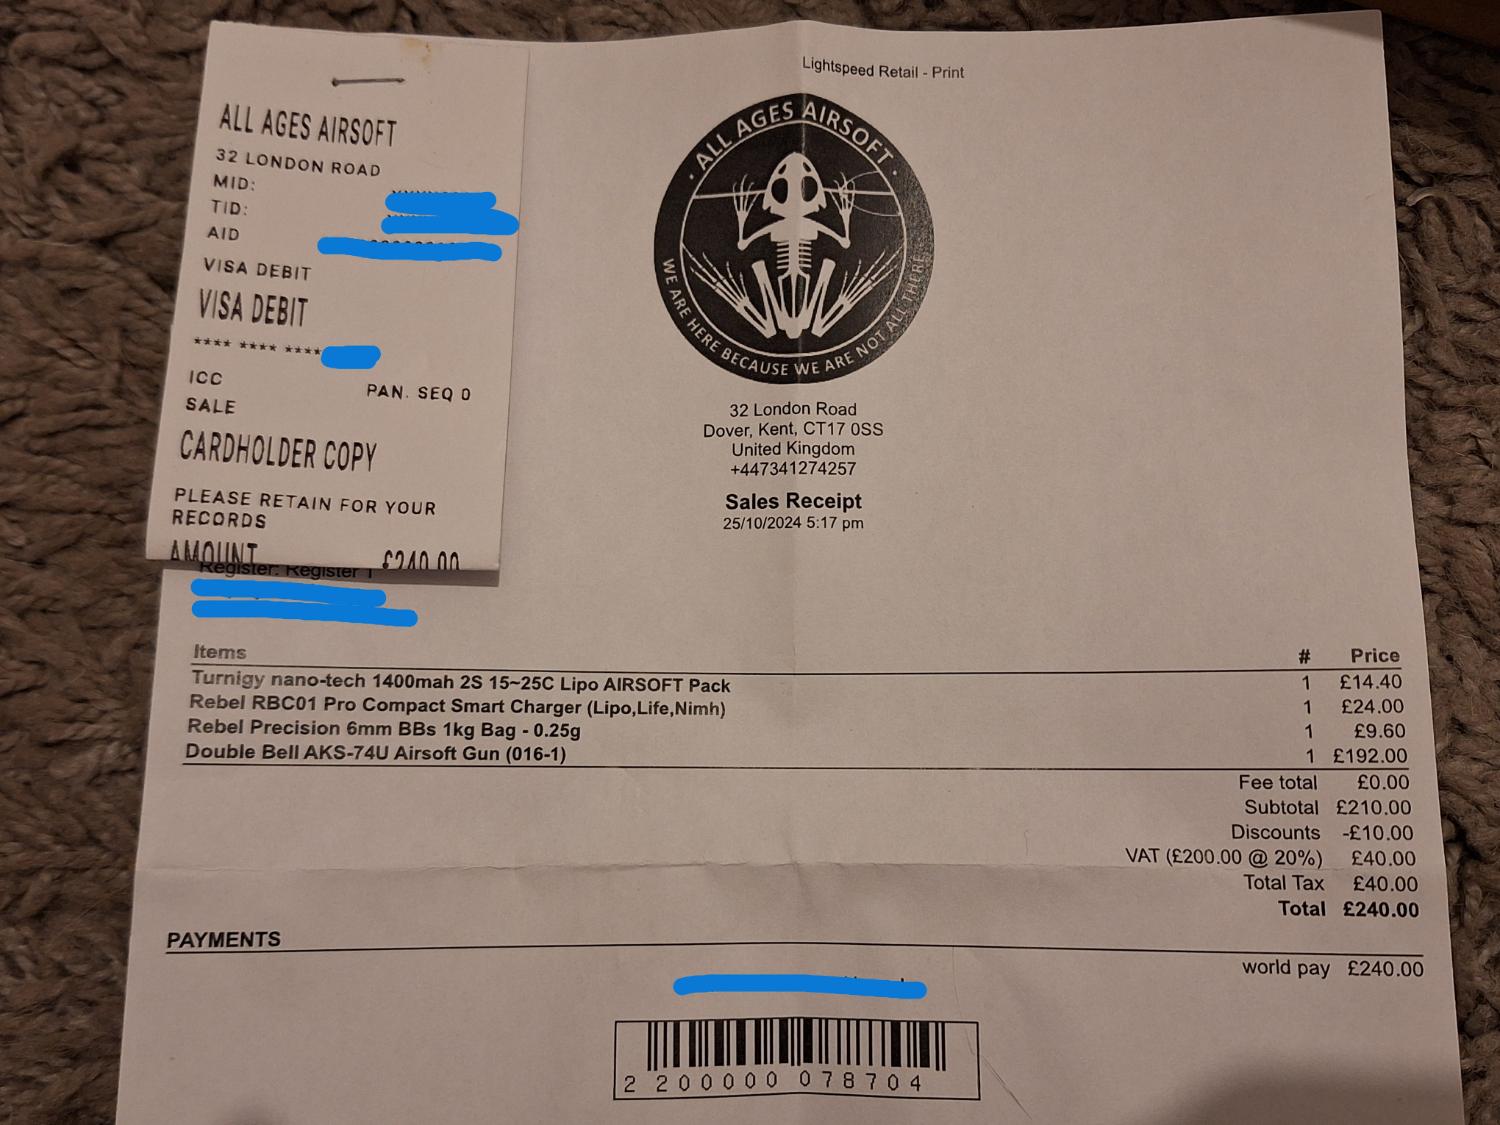 Lightspeed Retail - Print
ALL AGES AIRSOFT
32 LONDON ROAD
MID:
TID:
AID
VISA DEBIT
VISA DEBIT
**** **** ****
ICC PAN. SEQ 0
SALE
CARDHOLDER COPY
PLEASE RETAIN FOR YOUR
RECORDS
AMOUNT £240.00
· ALL AGES AIRSOFT ·
WE ARE HERE BECAUSE WE ARE NOT ALL THERE
32 London Road
Dover, Kent, CT17 0SS
United Kingdom
+447341274257
Sales Receipt
25/10/2024 5:17 pm
Register: Register 1
Items # Price
Turnigy nano-tech 1400mah 2S 15~25C Lipo AIRSOFT Pack 1 £14.40
Rebel RBC01 Pro Compact Smart Charger (Lipo,Life,Nimh) 1 £24.00
Rebel Precision 6mm BBs 1kg Bag - 0.25g 1 £9.60
Double Bell AKS-74U Airsoft Gun (016-1) 1 £192.00
Fee total £0.00
Subtotal £210.00
Discounts -£10.00
VAT (£200.00 @ 20%) £40.00
Total Tax £40.00
Total £240.00
PAYMENTS
world pay £240.00
2 200000 078704